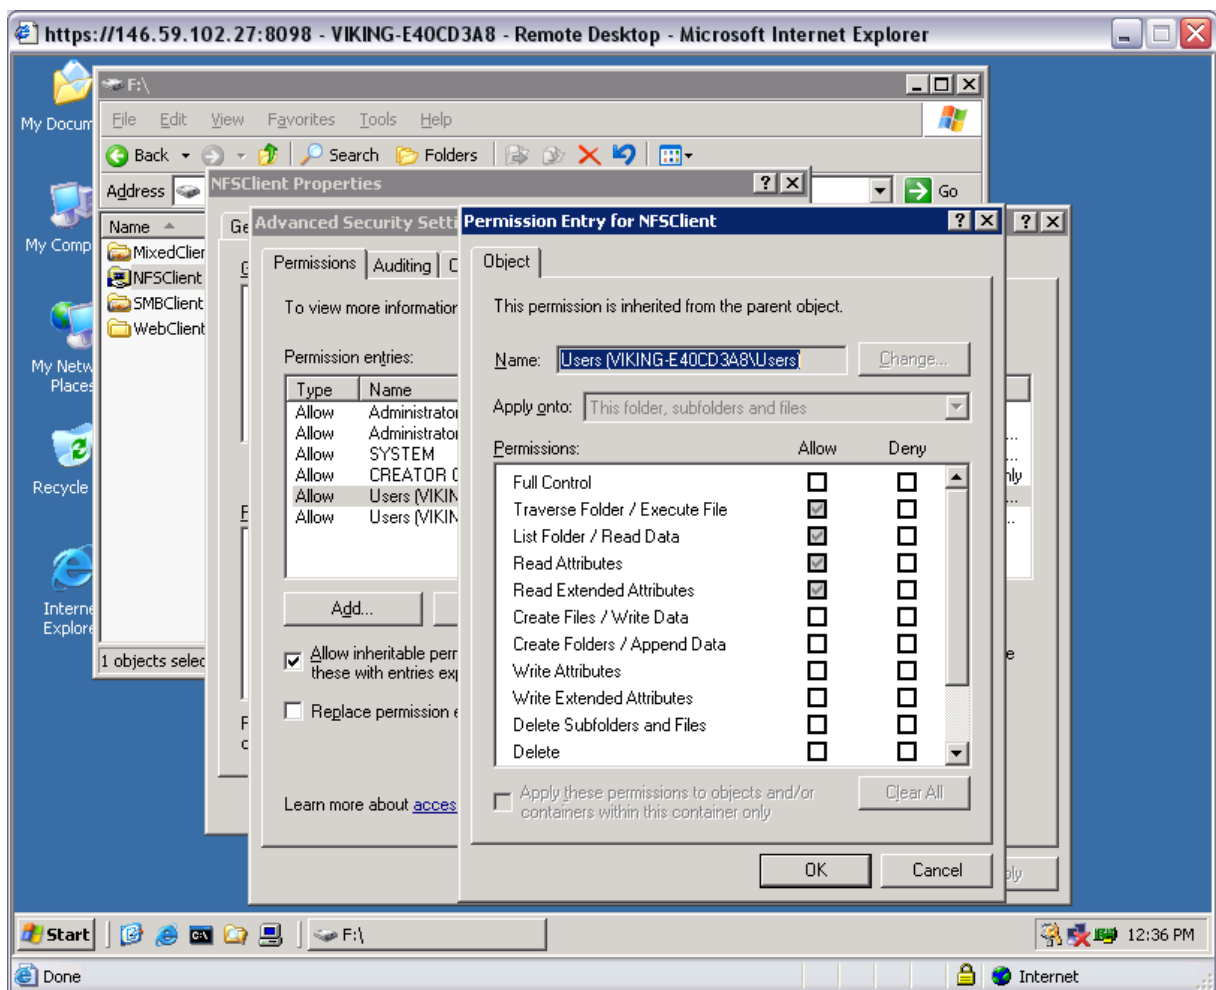 https://146.59.102.27:8098 - VIKING-E40CD3A8 - Remote Desktop - Microsoft Internet Explorer
My Docum
F:\
File Edit View Favorites Tools Help
Back Search Folders
Address Go
Name
MixedClier
NFSClient
SMBClient
WebClient
My Comp
My Netw
Places
Recycle
Interne
Explore
1 objects selec
NFSClient Properties
Ge
Advanced Security Setti
Permissions Auditing
To view more information
Permission entries:
Type Name
Allow Administrator
Allow Administrator
Allow SYSTEM
Allow CREATOR
Allow Users (VIKIN
Allow Users (VIKIN
Add...
Allow inheritable perr
these with entries exp
Replace permission e
Learn more about acces
Permission Entry for NFSClient
Object
This permission is inherited from the parent object.
Name: Users (VIKING-E40CD3A8\Users) Change...
Apply onto: This folder, subfolders and files
Permissions: Allow Deny
Full Control
Traverse Folder / Execute File
List Folder / Read Data
Read Attributes
Read Extended Attributes
Create Files / Write Data
Create Folders / Append Data
Write Attributes
Write Extended Attributes
Delete Subfolders and Files
Delete
Apply these permissions to objects and/or
containers within this container only
Clear All
OK Cancel
Start F:\ 12:36 PM
Done Internet